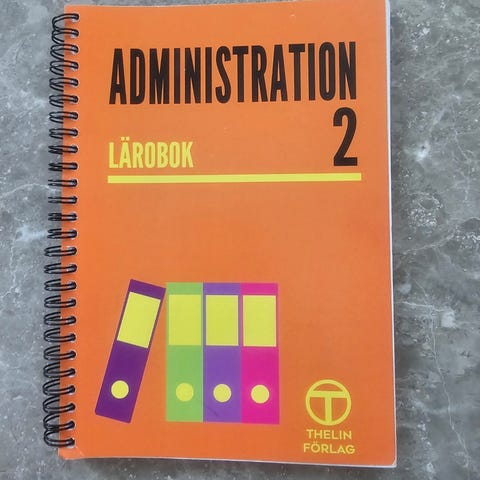 ADMINISTRATION
2
LÄROBOK
THELIN
FÖRLAG